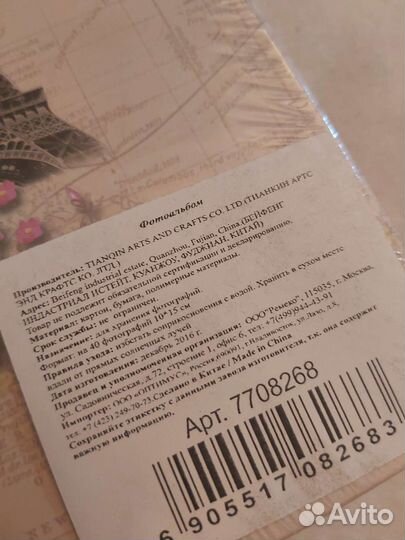 Фотоальбом
Производитель: TIANQIN ARTS AND CRAFTS CO. LTD (ТИАНКИН АРТС
ЭНД КРАФТС КО. ЛТД.)
Адрес: Beifeng industrial estate, Quanzhou, Fujian, China (БЕЙФЕНГ
ИНДАСТРИАЛ ИСТЕЙТ, КУАНЖОУ, ФУДЖИАН, КИТАЙ)
Товар не подлежит обязательной сертификации и декларированию.
Материал: картон, бумага, полимерные материалы.
Срок службы: не ограничен.
Назначение: для хранения фотографий.
Формат: на 40 фотографий 10*15 см.
Правила ухода: избегать соприкосновения с водой. Хранить в сухом месте
вдали от прямых солнечных лучей
Дата изготовления: декабрь 2016 г.
Продавец и уполномоченная организация: ООО"Ремеко", 115035, г. Москва,
ул. Садовническая, д. 72, строение 1, офис 6, тел: +7(499)
Импортер: ООО «ОПТИМУС», Россия,
тел. +7 (423) 249-70-73.Сделано в Китае / Made in China
Сохраняйте этикетку с данными завода изготовителя, т.к. она содержит
важную информацию.
Арт. 7708268
6 905517 082683
Avito